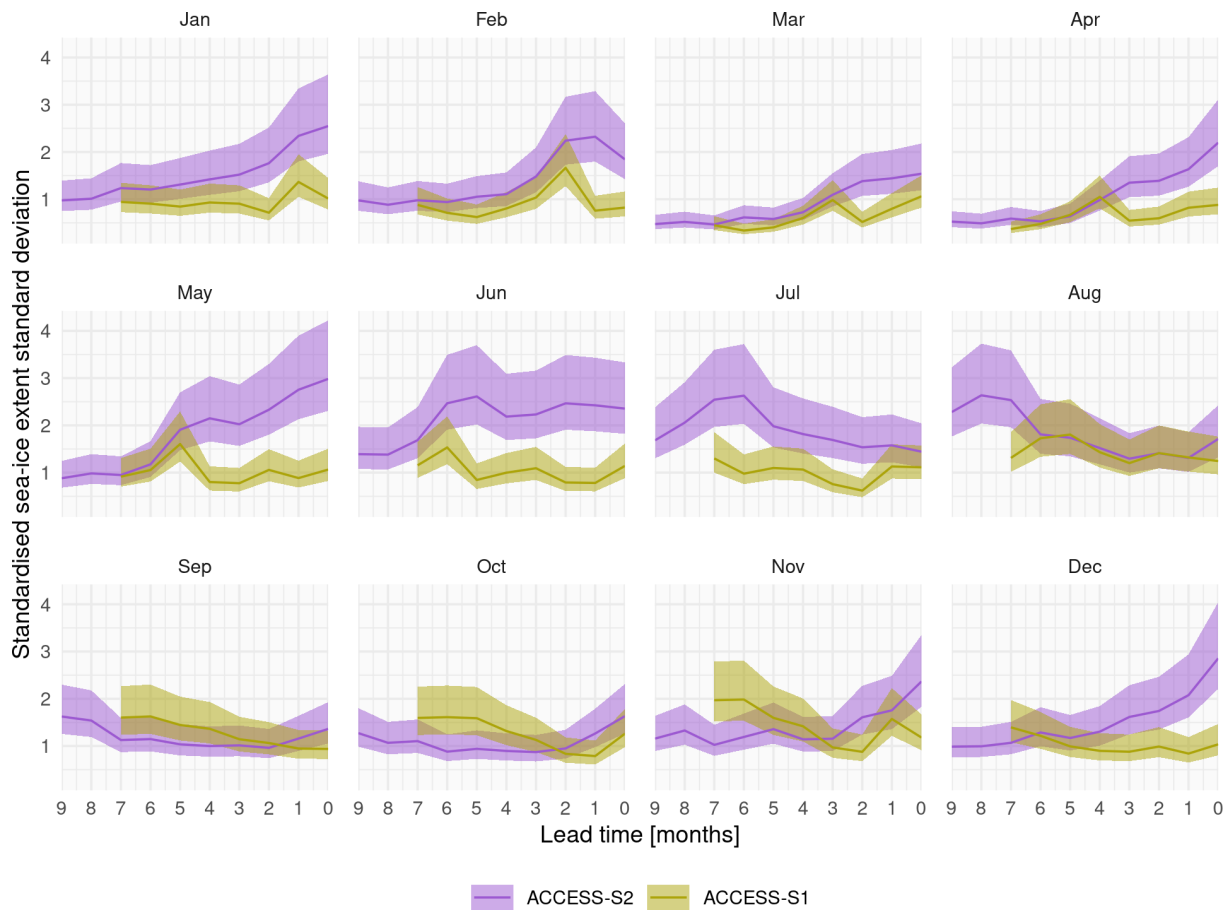 Jan Feb Mar Apr
4
3
2
1
May Jun Jul Aug
4
3
2
1
Sep Oct Nov Dec
4
3
2
1
Standardised sea-ice extent standard deviation
9 8 7 6 5 4 3 2 1 0 9 8 7 6 5 4 3 2 1 0 9 8 7 6 5 4 3 2 1 0 9 8 7 6 5 4 3 2 1 0
Lead time [months]
ACCESS-S2 ACCESS-S1